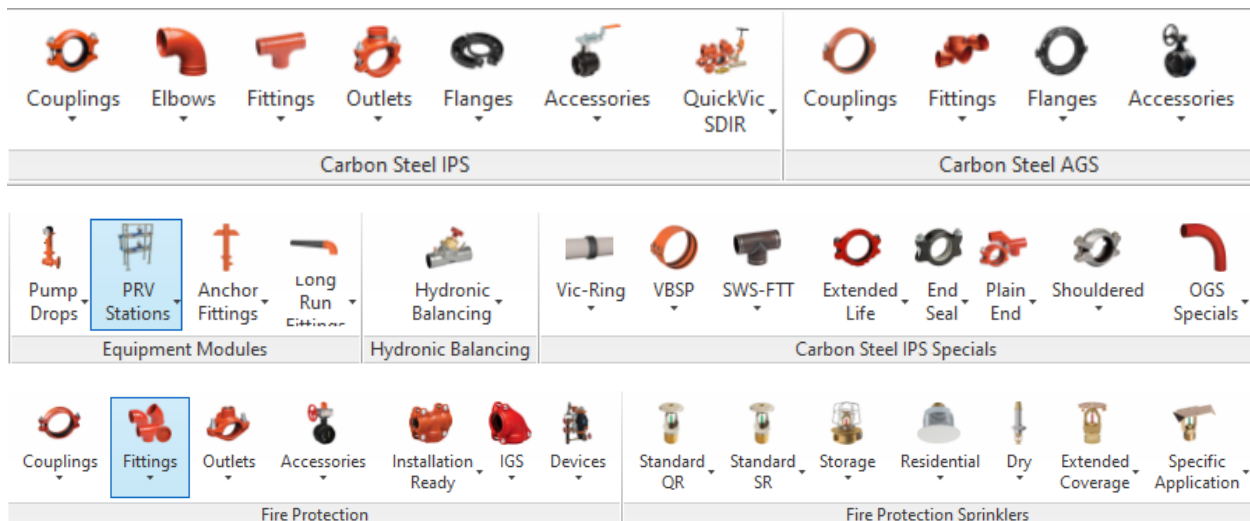 Couplings Elbows Fittings Outlets Flanges Accessories QuickVic SDIR Couplings Fittings Flanges Accessories
Carbon Steel IPS Carbon Steel AGS
Pump Drops PRV Stations Anchor Fittings Long Run Fittings Hydronic Balancing Vic-Ring VBSP SWS-FTT Extended Life End Seal Plain End Shouldered OGS Specials
Equipment Modules Hydronic Balancing Carbon Steel IPS Specials
Couplings Fittings Outlets Accessories Installation Ready IGS Devices Standard QR Standard SR Storage Residential Dry Extended Coverage Specific Application
Fire Protection Fire Protection Sprinklers